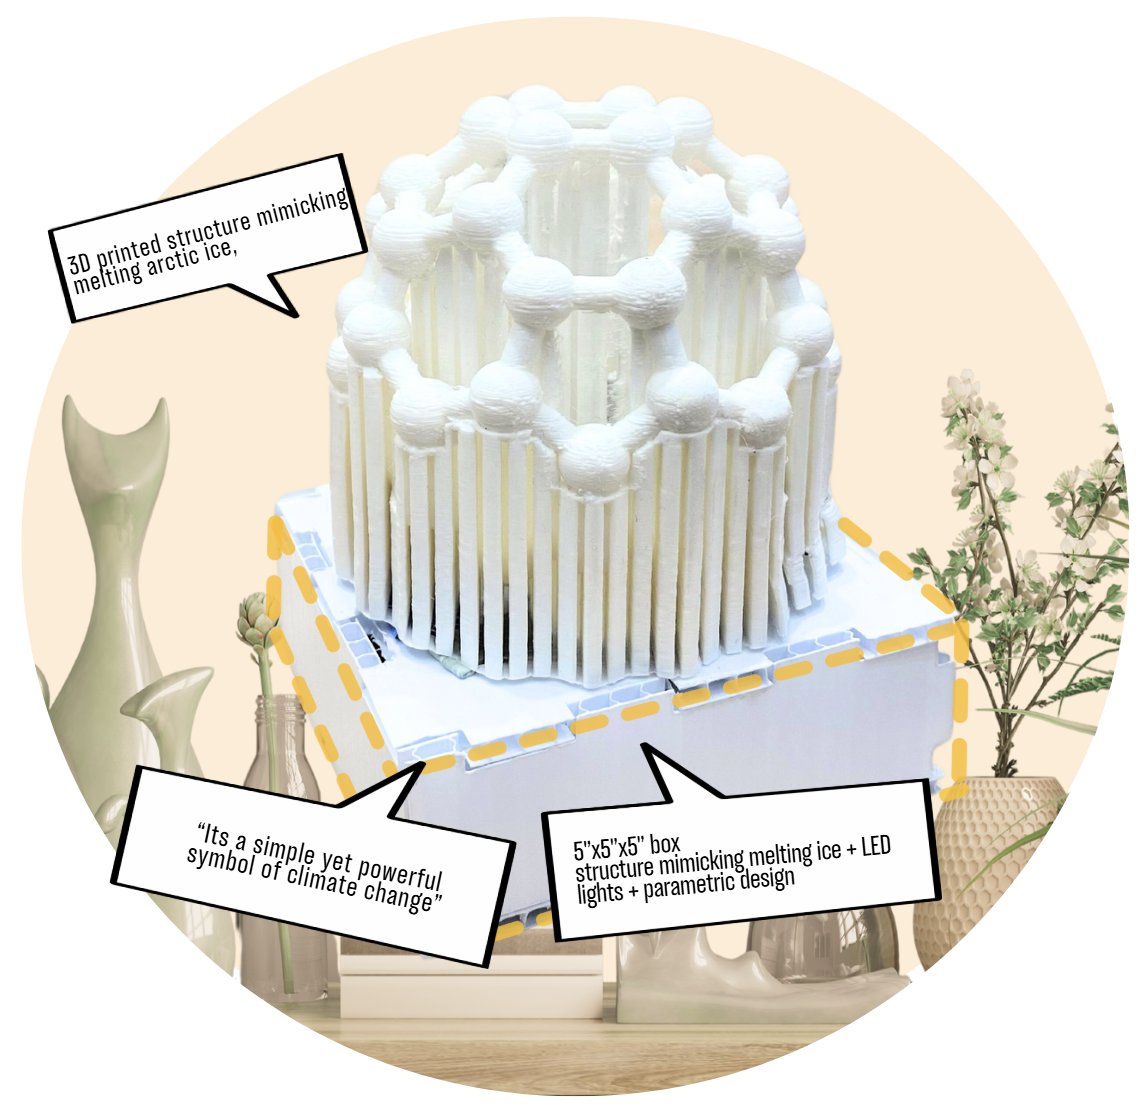 3D printed structure mimicking
melting arctic ice,
“Its a simple yet powerful
symbol of climate change”
5"x5"x5" box
structure mimicking melting ice + LED
lights + parametric design